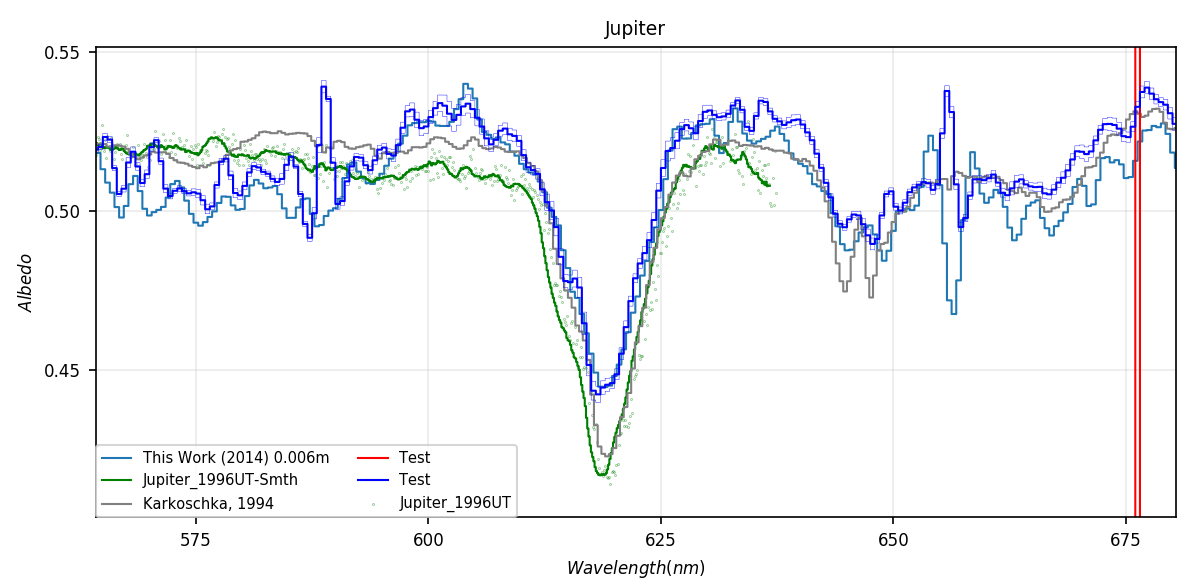 Jupiter
0.55
0.50
0.45
Albedo
This Work (2014) 0.006m
Jupiter_1996UT-Smth
Karkoschka, 1994
Test
Test
Jupiter_1996UT
575
600
625
650
675
Wavelength(nm)